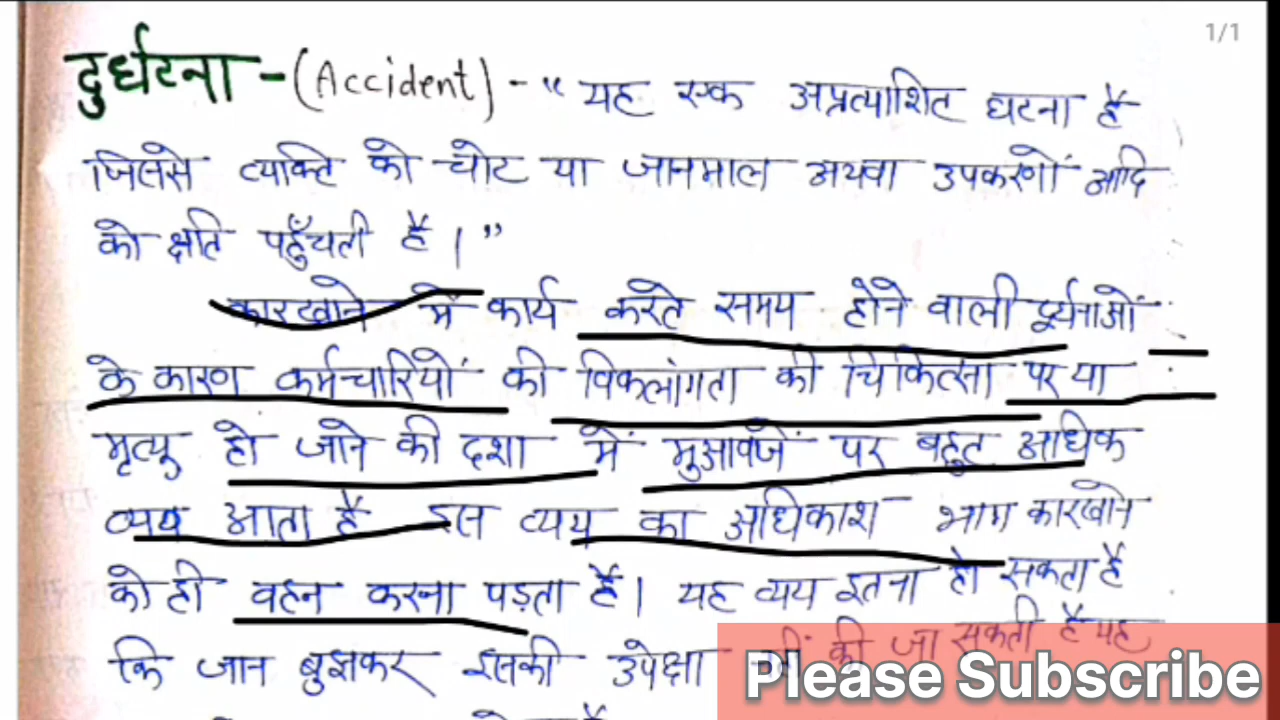 1/1
दुर्घटना - (Accident) - “ यह एक अप्रत्याशित घटना है
जिससे व्यक्ति को चोट या जानमाल अथवा उपकरणों आदि
को क्षति पहुँचती है । ”
कारखाने में कार्य करते समय होने वाली दुर्घटनाओं
के कारण कर्मचारियों की विकलांगता की चिकित्सा पर या
मृत्यु हो जाने की दशा में मुआवजें पर बहुत अधिक
व्यय आता है इस व्यय का अधिकाश भाग कारखाने
को ही वहन करना पड़ता है। यह व्यय इतना हो सकता है
कि जान बुझकर इसकी उपेक्षा की जा सकती है यह
Please Subscribe